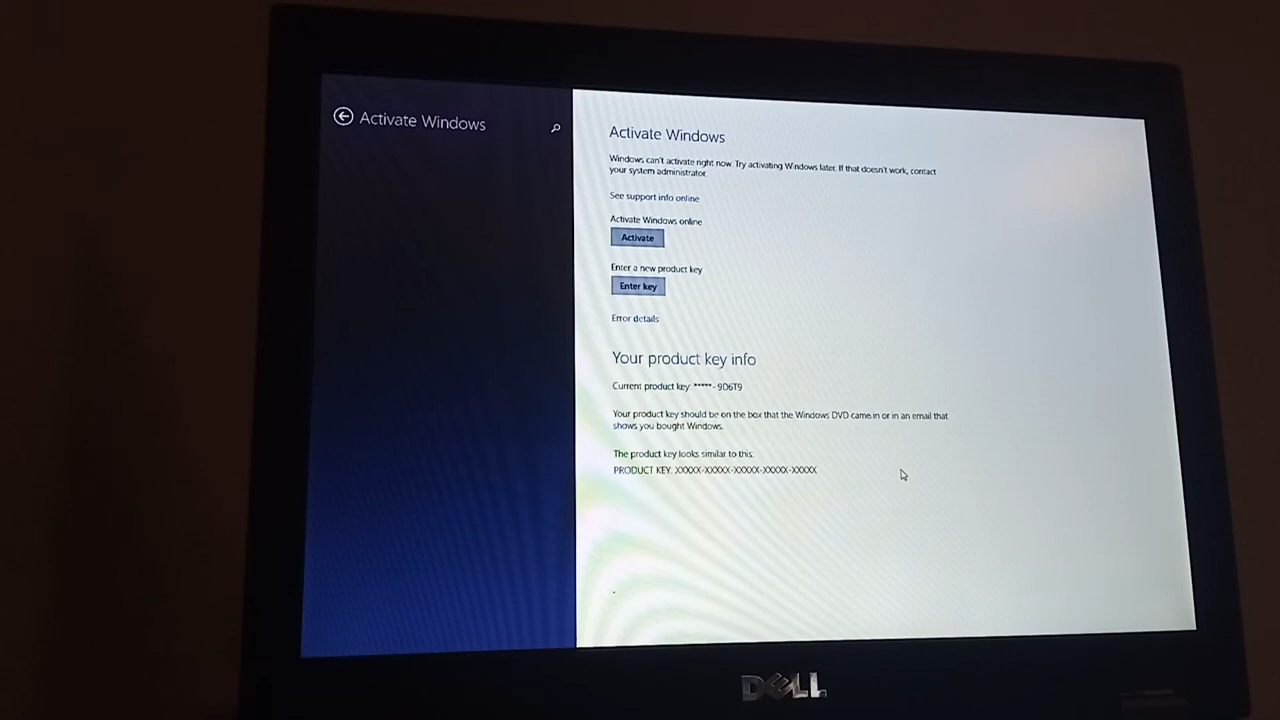 Activate Windows
Activate Windows
Windows can't activate right now. Try activating Windows later. If that doesn't work, contact
your system administrator.
See support info online
Activate Windows online
Activate
Enter a new product key
Enter key
Error details
Your product key info
Current product key: *****-9D6T9
Your product key should be on the box that the Windows DVD came in or in an email that
shows you bought Windows.
The product key looks similar to this:
PRODUCT KEY: XXXXX-XXXXX-XXXXX-XXXXX-XXXXX
DELL